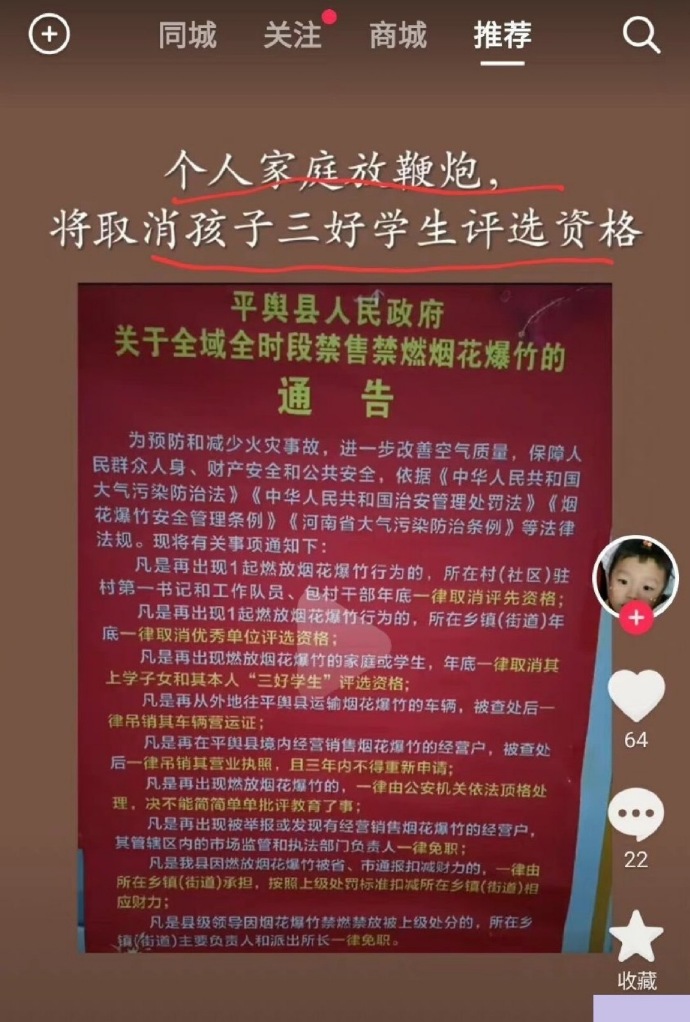 同城 关注 商城 推荐
个人家庭放鞭炮，
将取消孩子三好学生评选资格
平舆县人民政府
关于全域全时段禁售禁燃烟花爆竹的
通 告
为预防和减少火灾事故，进一步改善空气质量，保障人
民群众人身、财产安全和公共安全，依据《中华人民共和国
大气污染防治法》《中华人民共和国治安管理处罚法》《烟
花爆竹安全管理条例》《河南省大气污染防治条例》等法律
法规。现将有关事项通知下：
凡是再出现1起燃放烟花爆竹行为的，所在村(社区)驻
村第一书记和工作队员、包村干部年底一律取消评先资格；
凡是再出现1起燃放烟花爆竹行为的，所在乡镇(街道)年
底一律取消优秀单位评选资格；
凡是再出现燃放烟花爆竹的家庭或学生，年底一律取消其
上学子女和其本人“三好学生”评选资格；
凡是再从外地往平舆县运输烟花爆竹的车辆，被查处后一
律吊销其车辆营运证；
凡是再在平舆县境内经营销售烟花爆竹的经营户，被查处
后一律吊销其营业执照，且三年内不得重新申请；
凡是再出现燃放烟花爆竹的，一律由公安机关依法顶格处
理，决不能简简单单批评教育了事；
凡是再出现被举报或发现有经营销售烟花爆竹的经营户，
其管辖区内的市场监管和执法部门负责人一律免职；
凡是我县因燃放烟花爆竹被省、市通报扣减财力的，一律由
所在乡镇(街道)承担，按照上级处罚标准扣减所在乡镇(街道)相
应财力；
凡是县级领导因烟花爆竹禁燃禁放被上级处分的，所在乡
镇(街道)主要负责人和派出所长一律免职。
64
22
收藏